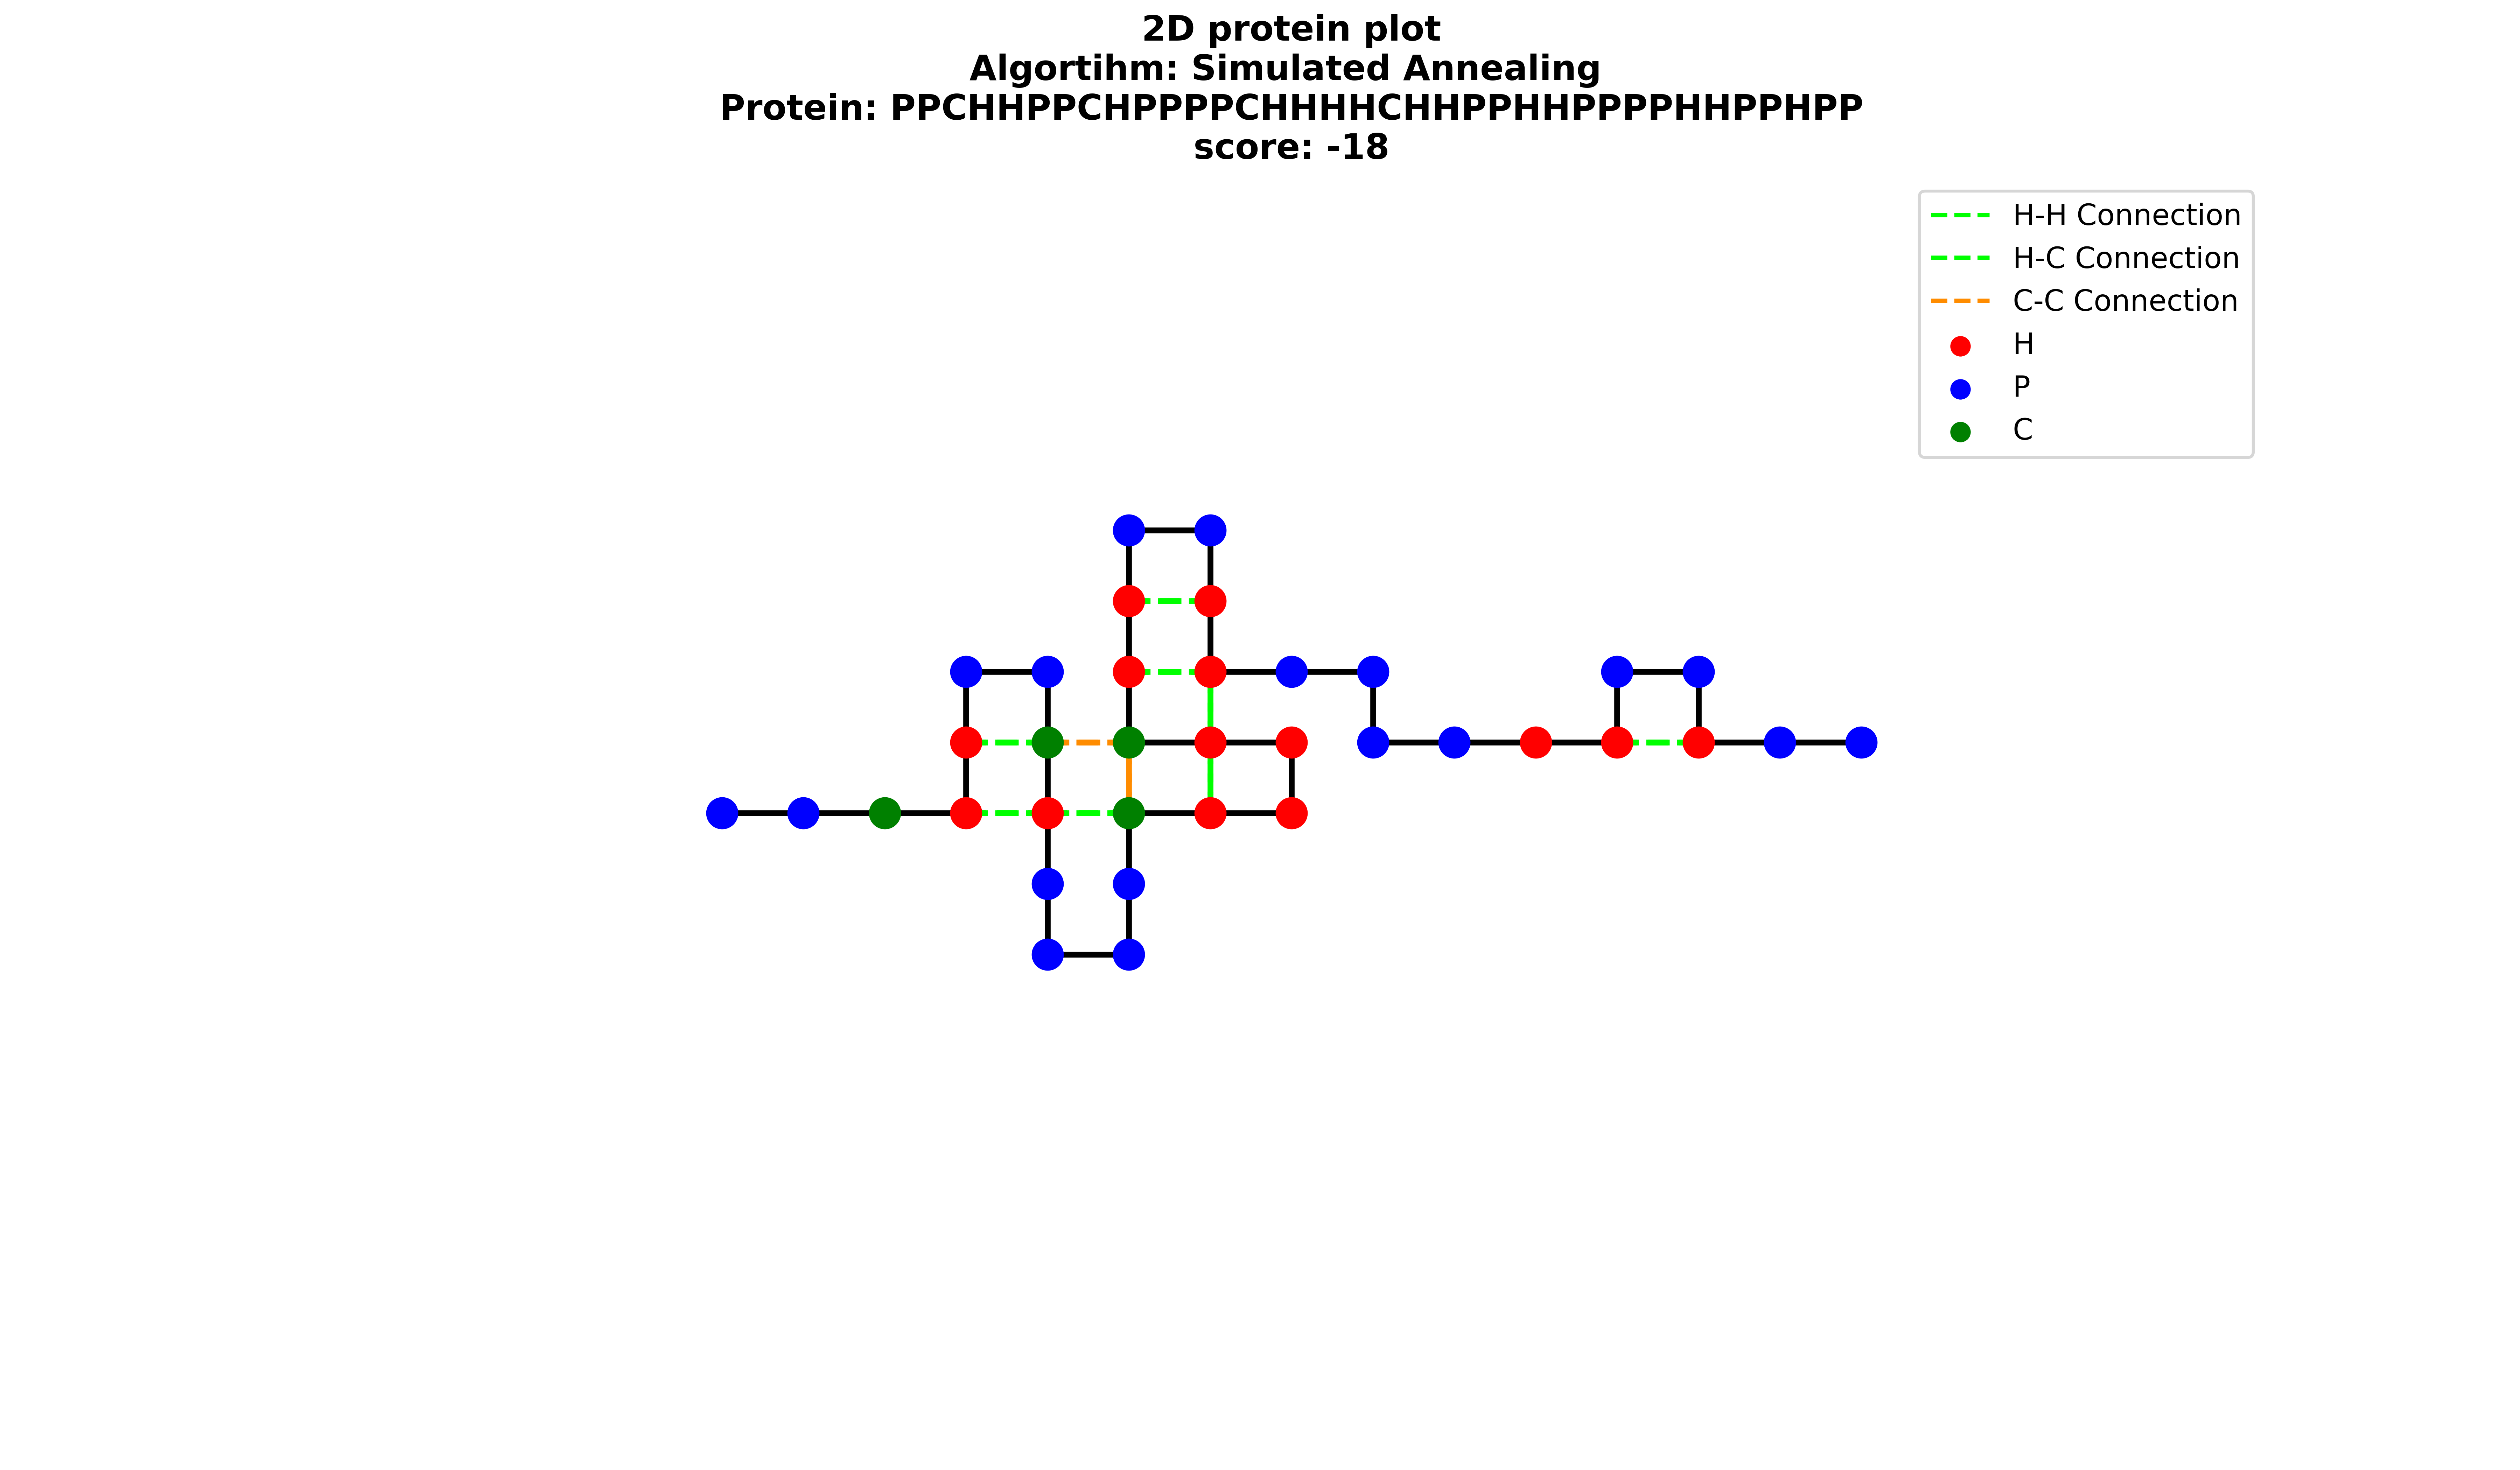 2D protein plot
Algortihm: Simulated Annealing
Protein: PPCHHPPCHPPPPCHHHHCHHPPHHPPPPHHPPHPP
score: -18
H-H Connection
H-C Connection
C-C Connection
H
P
C